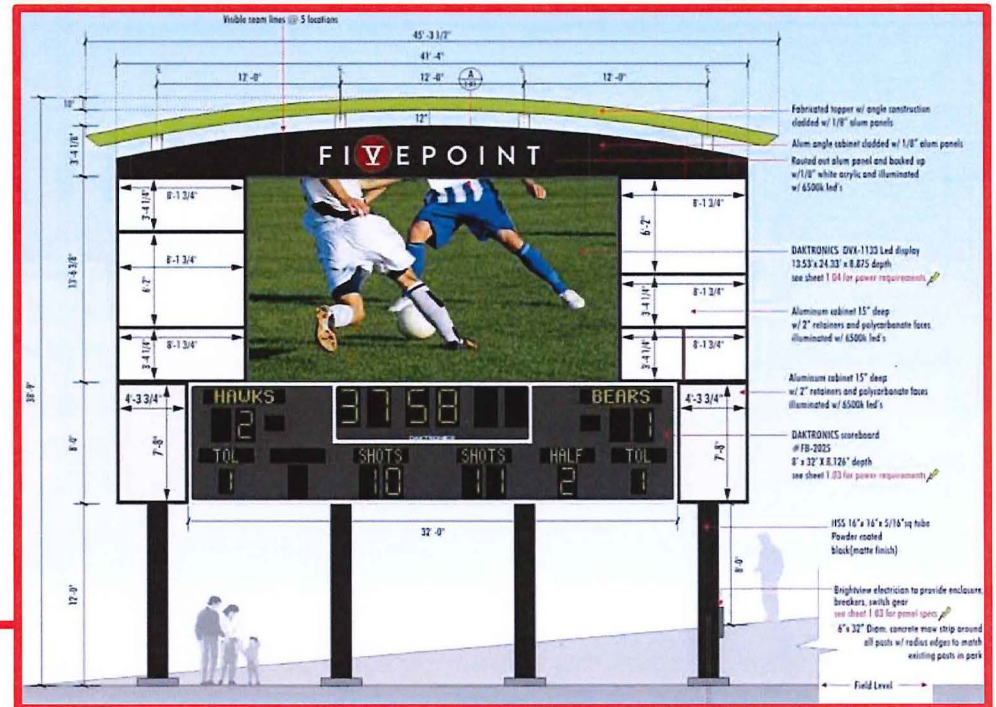 Visible seam lines @ 5 locations
45'-3 1/2"
41'-4"
12'-0"
12'-0"
12'-0"
A
10"
12"
3'-4 1/8"
FIVEPOINT
Fabricated topper w/ angle construction
cladded w/ 1/8" alum panels
Alum angle cabinet cladded w/ 1/8" alum panels
Routed out alum panel and backed up
w/1/8" white acrylic and illuminated
w/ 6500k led's
8'-1 3/4"
3'-4 1/4"
8'-1 3/4"
6'-2"
8'-1 3/4"
3'-4 1/4"
13'-6 3/8"
8'-1 3/4"
6'-2"
3'-4 1/4"
8'-1 3/4"
3'-4 1/4"
8'-1 3/4"
DAKTRONICS DVX-1133 Led display
13.53'x 24.33' x 8.875 depth
see sheet 1.04 for power requirements
Aluminum cabinet 15" deep
w/ 2" retainers and polycarbonate faces
illuminated w/ 6500k led's
38'-9"
4'-3 3/4"
7'-8"
8'-0"
HAWKS
3758
BEARS
2
1
DAKTRONICS
TOL
SHOTS
SHOTS
HALF
TOL
1
10
11
2
1
4'-3 3/4"
7'-8"
Aluminum cabinet 15" deep
w/ 2" retainers and polycarbonate faces
illuminated w/ 6500k led's
DAKTRONICS scoreboard
#FB-2025
8' x 32' X 8.126" depth
see sheet 1.03 for power requirements
32'-0"
12'-0"
8'-0"
HSS 16"x 16"x 5/16"sq tube
Powder coated
black(matte finish)
Brightview electrician to provide enclosure,
breakers, switch gear
see sheet 1.03 for panel specs
6"x 32" Diam. concrete mow strip around
all posts w/ radius edges to match
existing posts in park
Field Level